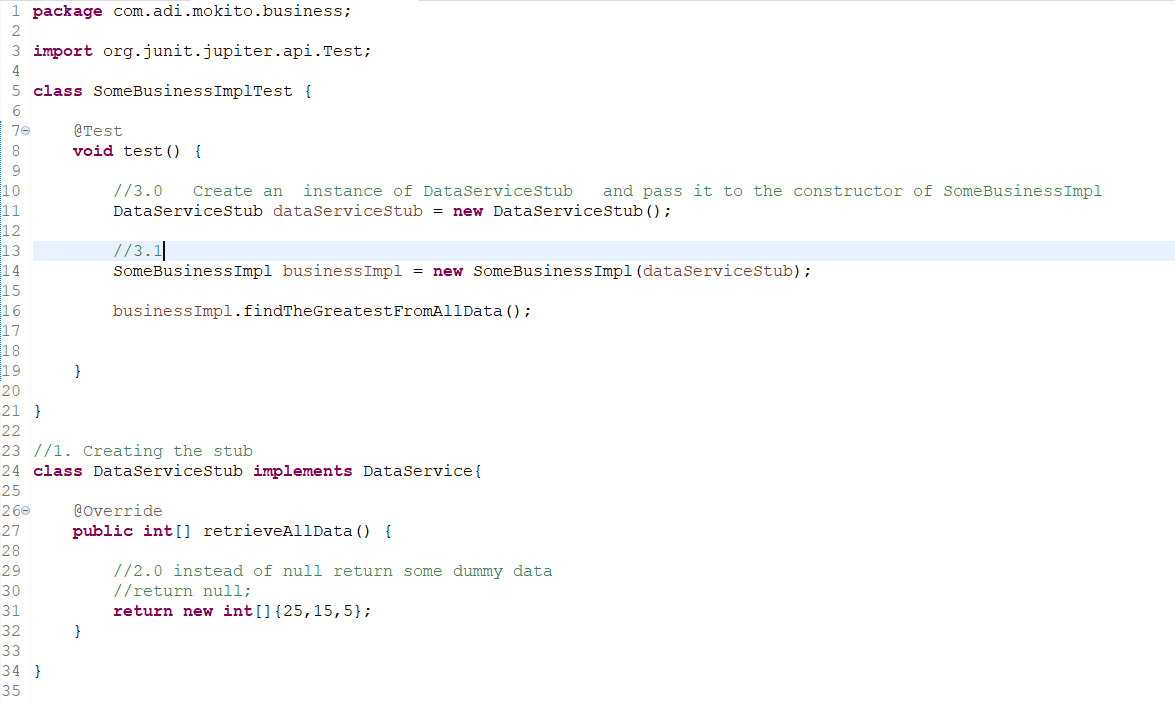 1 package com.adi.mokito.business;
2
3 import org.junit.jupiter.api.Test;
4
5 class SomeBusinessImplTest {
6
7 @Test
8 void test() {
9
10 //3.0   Create an  instance of DataServiceStub   and pass it to the constructor of SomeBusinessImpl
11 DataServiceStub dataServiceStub = new DataServiceStub();
12
13 //3.1
14 SomeBusinessImpl businessImpl = new SomeBusinessImpl(dataServiceStub);
15
16 businessImpl.findTheGreatestFromAllData();
17
18
19 }
20
21 }
22
23 //1. Creating the stub
24 class DataServiceStub implements DataService{
25
26 @Override
27 public int[] retrieveAllData() {
28
29 //2.0 instead of null return some dummy data
30 //return null;
31 return new int[]{25,15,5};
32 }
33
34 }
35